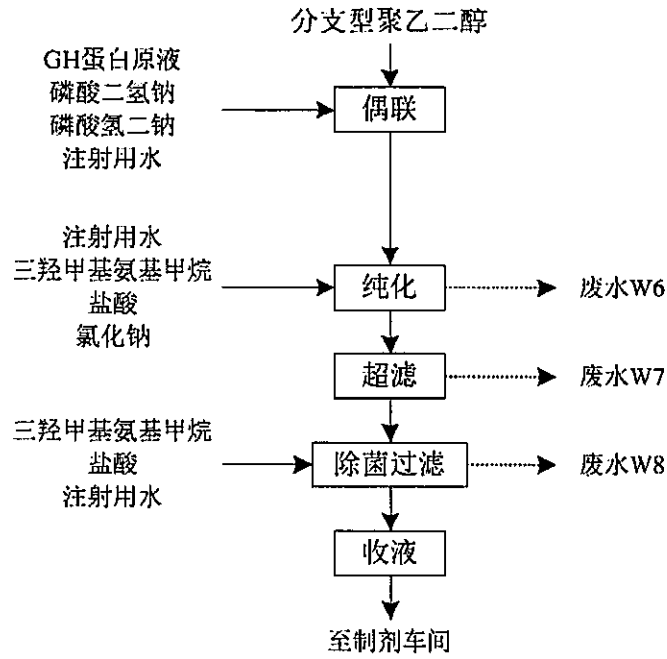 分支型聚乙二醇
GH蛋白原液
磷酸二氢钠
磷酸氢二钠
注射用水
偶联
注射用水
三羟甲基氨基甲烷
盐酸
氯化钠
纯化
废水W6
超滤
废水W7
三羟甲基氨基甲烷
盐酸
注射用水
除菌过滤
废水W8
收液
至制剂车间